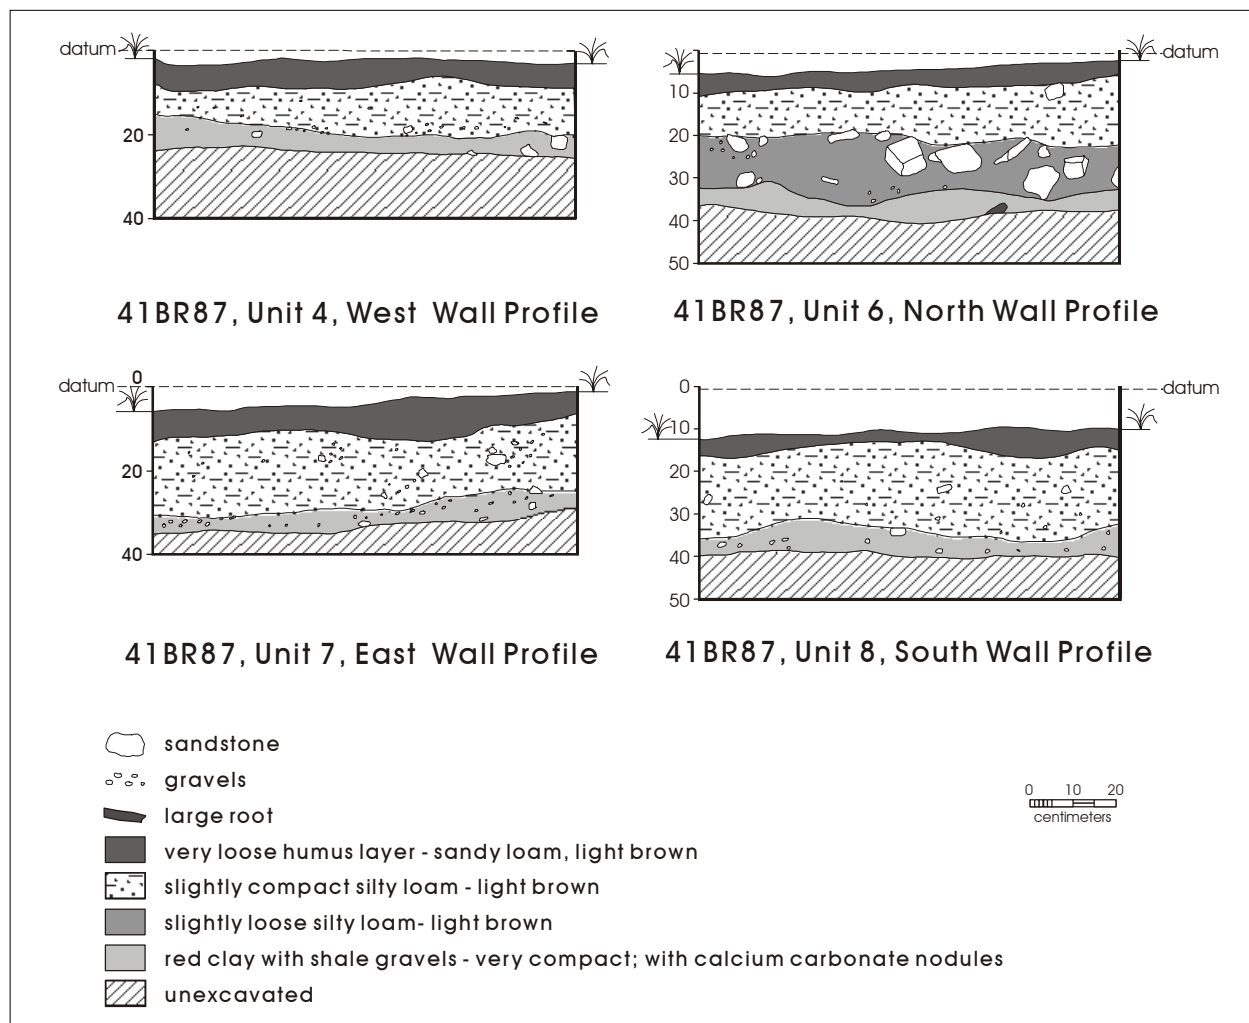 datum
20
40
41BR87, Unit 4, West Wall Profile
datum
10
20
30
40
50
41BR87, Unit 6, North Wall Profile
0
datum
20
40
41BR87, Unit 7, East Wall Profile
0
datum
10
20
30
40
50
41BR87, Unit 8, South Wall Profile
sandstone
gravels
large root
very loose humus layer - sandy loam, light brown
slightly compact silty loam - light brown
slightly loose silty loam- light brown
red clay with shale gravels - very compact; with calcium carbonate nodules
unexcavated
0 10 20
centimeters